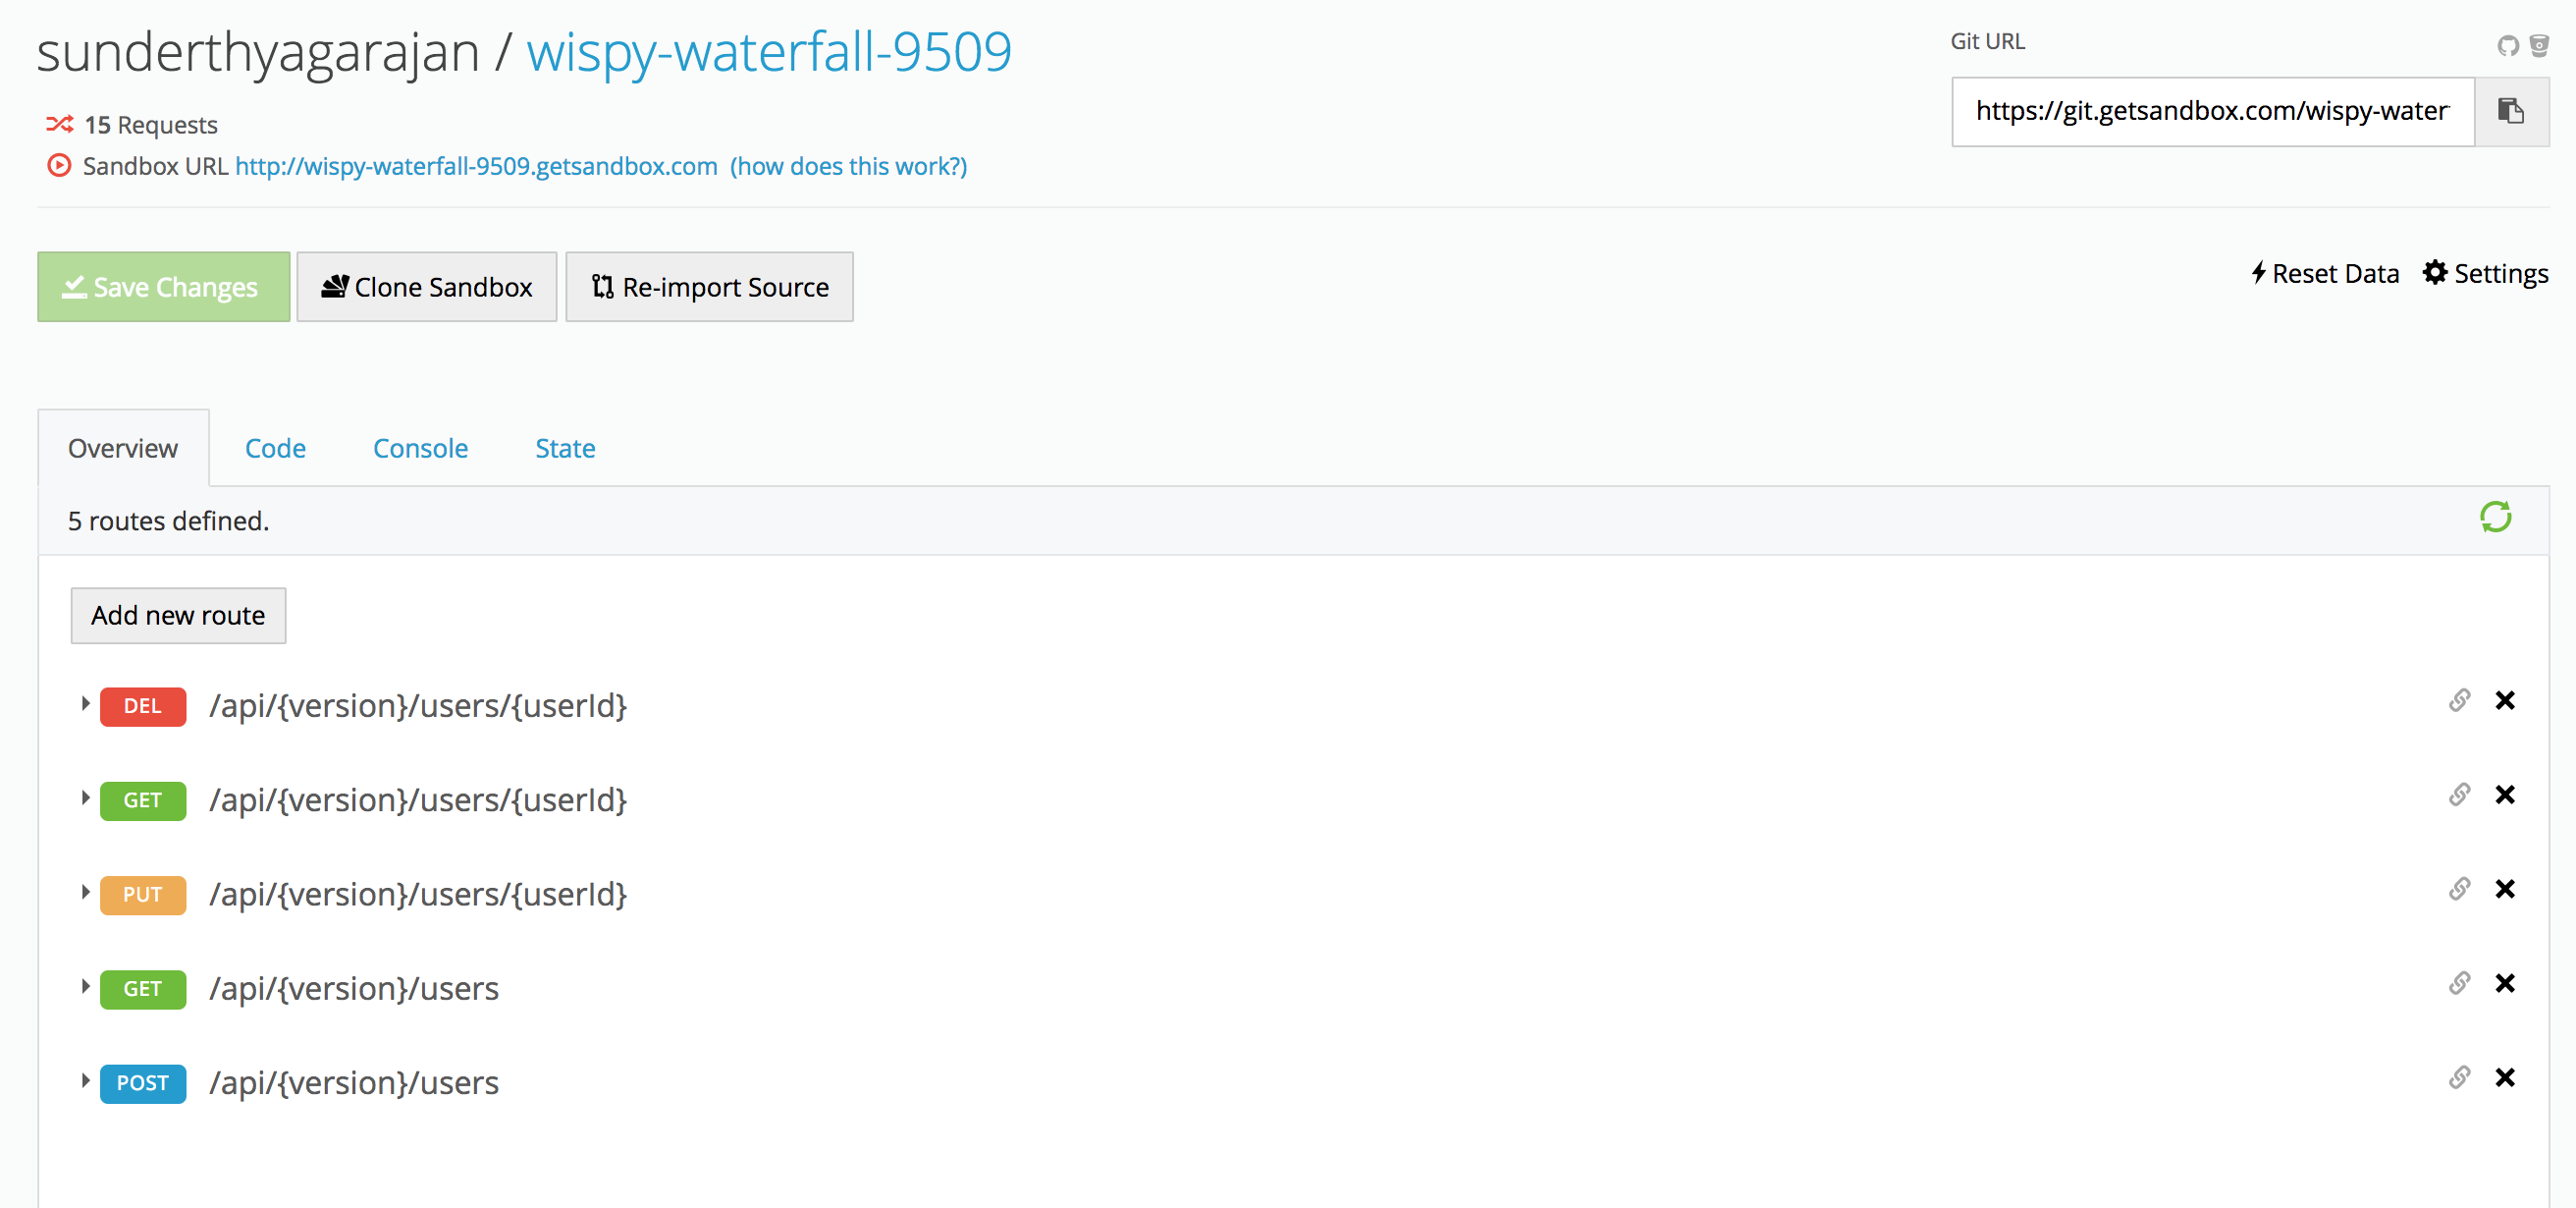 sunderthyagarajan / wispy-waterfall-9509
Git URL
https://git.getsandbox.com/wispy-water
15 Requests
Sandbox URL http://wispy-waterfall-9509.getsandbox.com (how does this work?)
Save Changes
Clone Sandbox
Re-import Source
Reset Data
Settings
Overview
Code
Console
State
5 routes defined.
Add new route
DEL /api/{version}/users/{userId}
GET /api/{version}/users/{userId}
PUT /api/{version}/users/{userId}
GET /api/{version}/users
POST /api/{version}/users